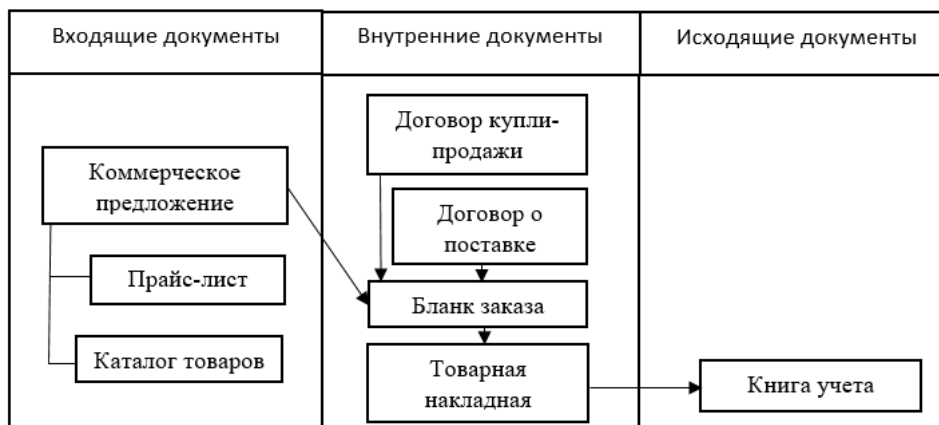 Входящие документы
Внутренние документы
Исходящие документы
Коммерческое
предложение
Прайс-лист
Каталог товаров
Договор купли-
продажи
Договор о
поставке
Бланк заказа
Товарная
накладная
Книга учета